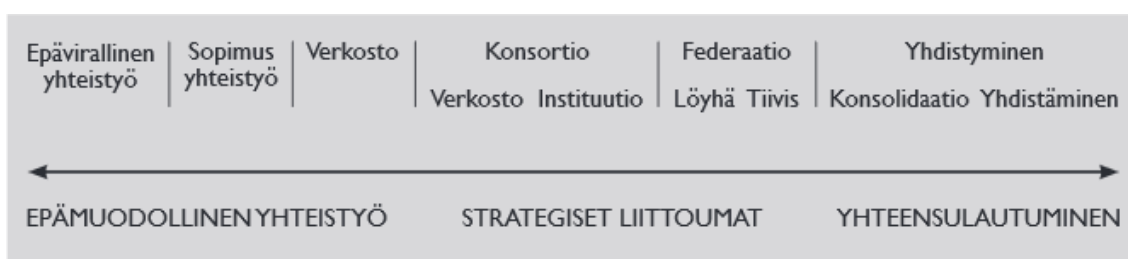 Epävirallinen yhteistyö
Sopimus yhteistyö
Verkosto
Konsortio
Verkosto Instituutio
Federaatio
Löyhä Tiivis
Yhdistyminen
Konsolidaatio Yhdistäminen
EPÄMUODOLLINEN YHTEISTYÖ
STRATEGISET LIITTOUMAT
YHTEENSULAUTUMINEN